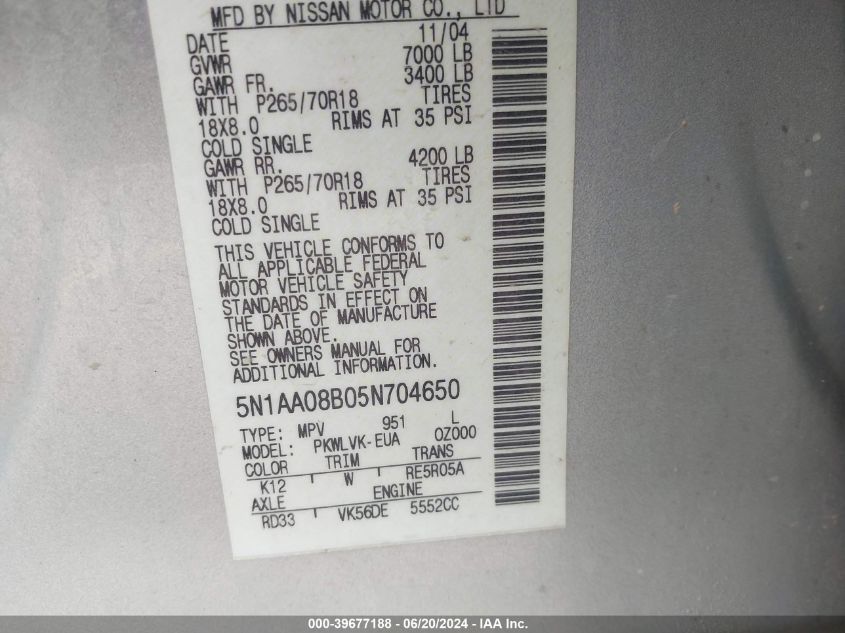 MFD BY NISSAN MOTOR CO., LTD
DATE 11/04
GVWR 7000 LB
GAWR FR. 3400 LB
WITH P265/70R18 TIRES
18X8.0 RIMS AT 35 PSI
COLD SINGLE
GAWR RR. 4200 LB
WITH P265/70R18 TIRES
18X8.0 RIMS AT 35 PSI
COLD SINGLE
THIS VEHICLE CONFORMS TO
ALL APPLICABLE FEDERAL
MOTOR VEHICLE SAFETY
STANDARDS IN EFFECT ON
THE DATE OF MANUFACTURE
SHOWN ABOVE.
SEE OWNERS MANUAL FOR
ADDITIONAL INFORMATION.
5N1AA08B05N704650
TYPE: MPV 951 L
MODEL: PKWLVK-EUA 0Z000
COLOR TRIM TRANS
K12 W RE5R05A
AXLE ENGINE
RD33 VK56DE 5552CC
000-39677188 - 06/20/2024 - IAA Inc.